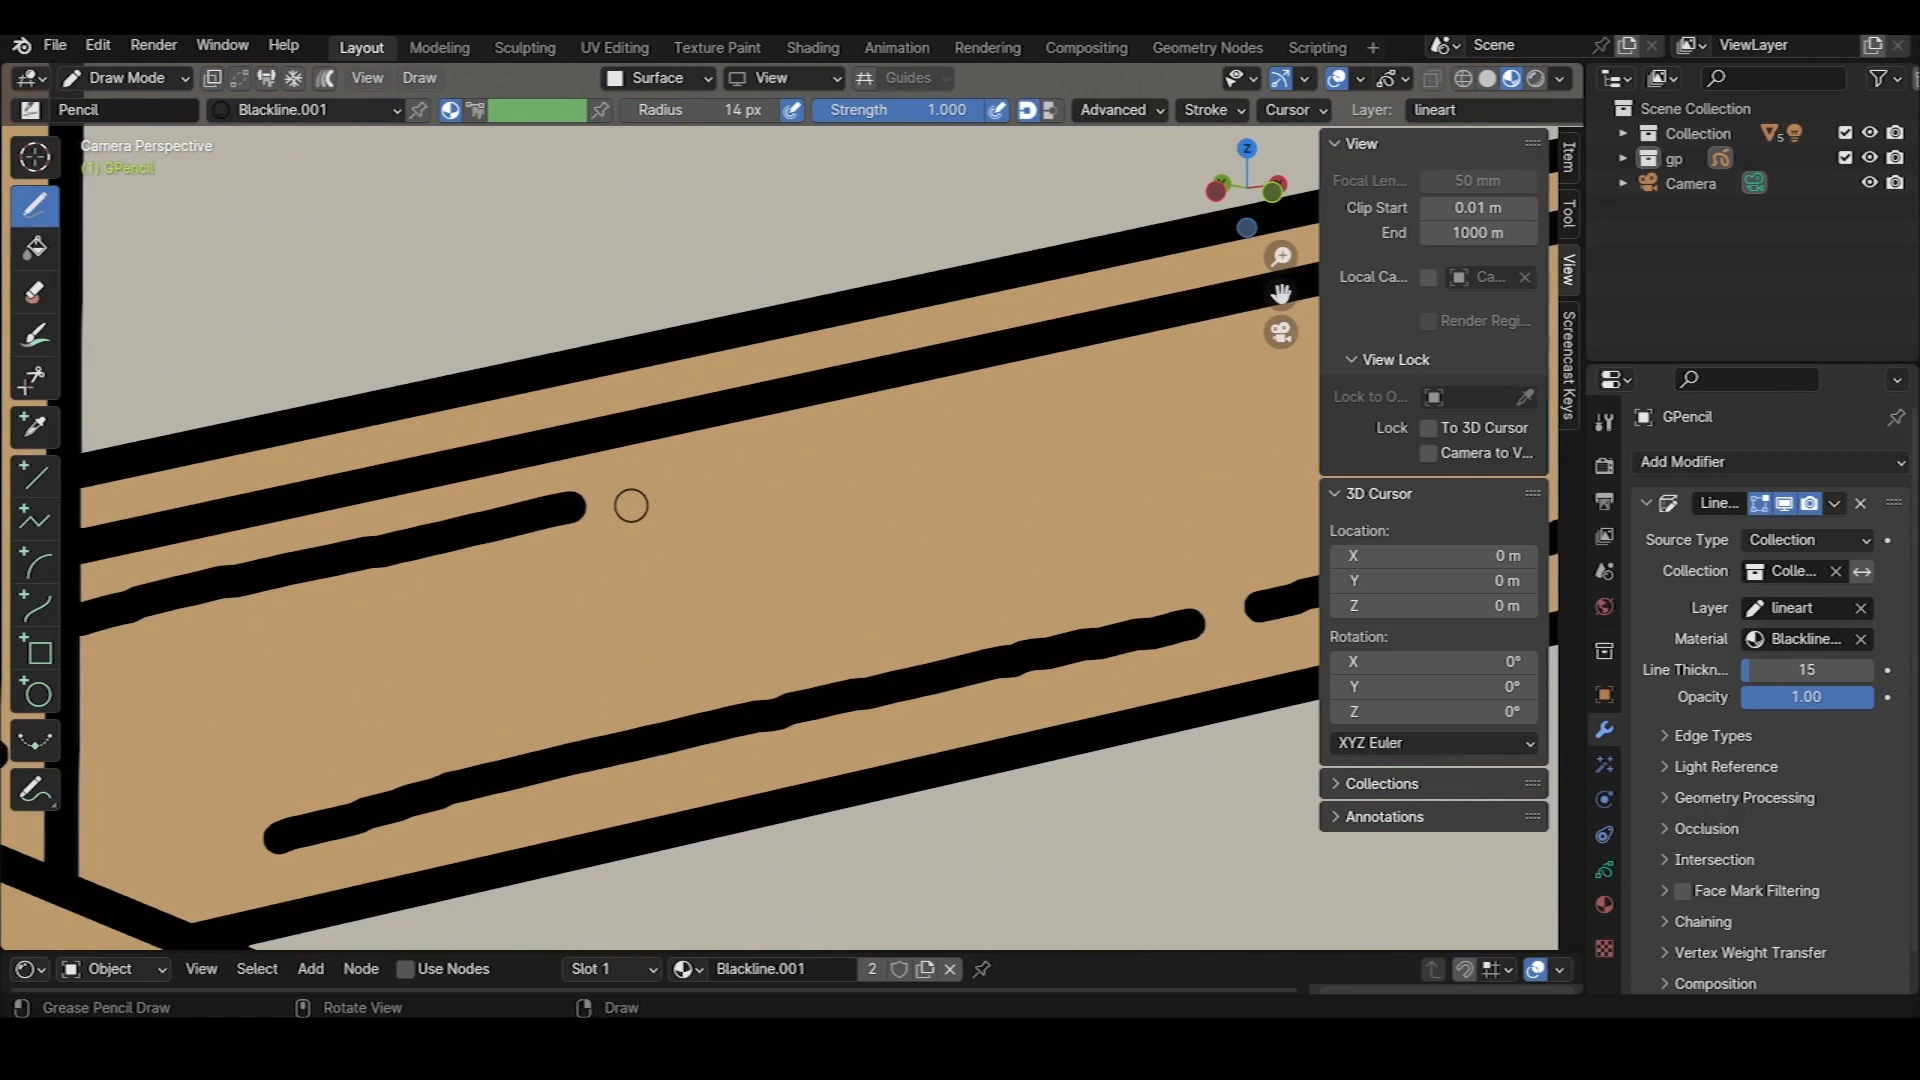 File Edit Render Window Help Layout Modeling Sculpting UV Editing Texture Paint Shading Animation Rendering Compositing Geometry Nodes Scripting + Scene ViewLayer
Draw Mode View Draw Surface View Guides
Pencil Blackline.001 Radius 14 px Strength 1.000 Advanced Stroke Cursor Layer: lineart
Camera Perspective
(1) GPencil
Z
View
Focal Len... 50 mm
Clip Start 0.01 m
End 1000 m
Local Ca... Ca...
Render Regi...
View Lock
Lock to O...
Lock To 3D Cursor
Camera to V...
3D Cursor
Location:
X 0 m
Y 0 m
Z 0 m
Rotation:
X 0°
Y 0°
Z 0°
XYZ Euler
Collections
Annotations
Item
Tool
View
Screencast Keys
Scene Collection
Collection 5
gp
Camera
GPencil
Add Modifier
Line...
Source Type Collection
Collection Colle...
Layer lineart
Material Blackline...
Line Thickn... 15
Opacity 1.00
Edge Types
Light Reference
Geometry Processing
Occlusion
Intersection
Face Mark Filtering
Chaining
Vertex Weight Transfer
Composition
Object View Select Add Node Use Nodes Slot 1 Blackline.001 2
Grease Pencil Draw Rotate View Draw